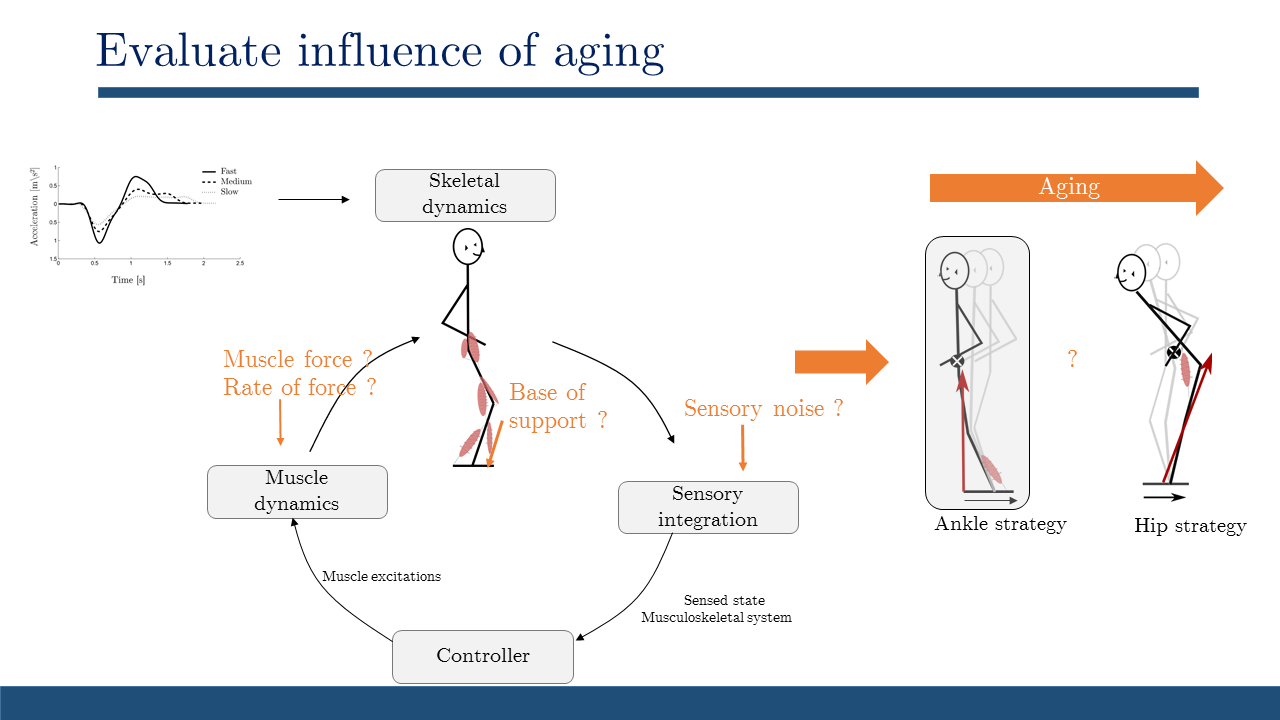 Evaluate influence of aging
Acceleration [m\s²]
1
0.5
0
0.5
1
1.5
0
0.5
1
1.5
2
2.5
Time [s]
Fast
Medium
Slow
Skeletal
dynamics
Muscle force ?
Rate of force ?
Base of
support ?
Sensory noise ?
Muscle
dynamics
Sensory
integration
Muscle excitations
Sensed state
Musculoskeletal system
Controller
Aging
?
Ankle strategy
Hip strategy